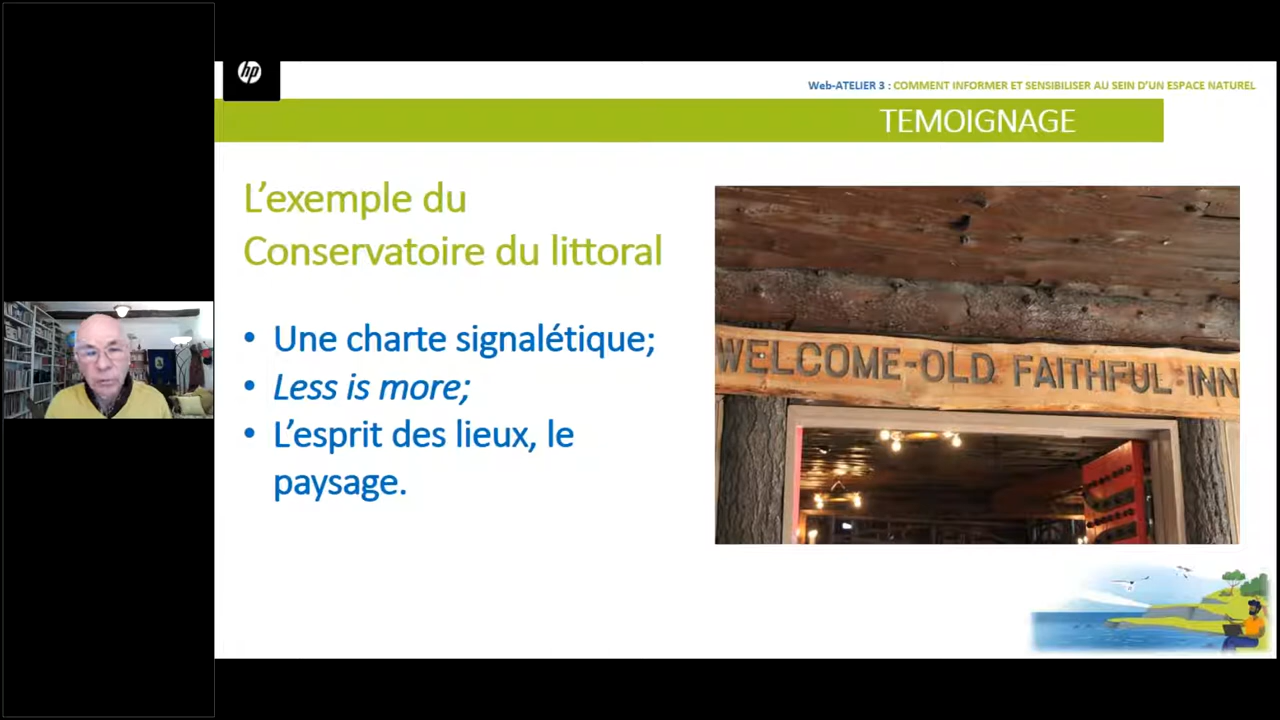 hp
Web-ATELIER 3 : COMMENT INFORMER ET SENSIBILISER AU SEIN D'UN ESPACE NATUREL
TEMOIGNAGE
L'exemple du
Conservatoire du littoral
• Une charte signalétique;
• Less is more;
• L'esprit des lieux, le
paysage.
WELCOME-OLD FAITHFUL INN